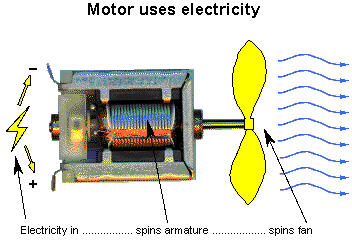 Motor uses electricity
–
+
Electricity in ................. spins armature .................. spins fan